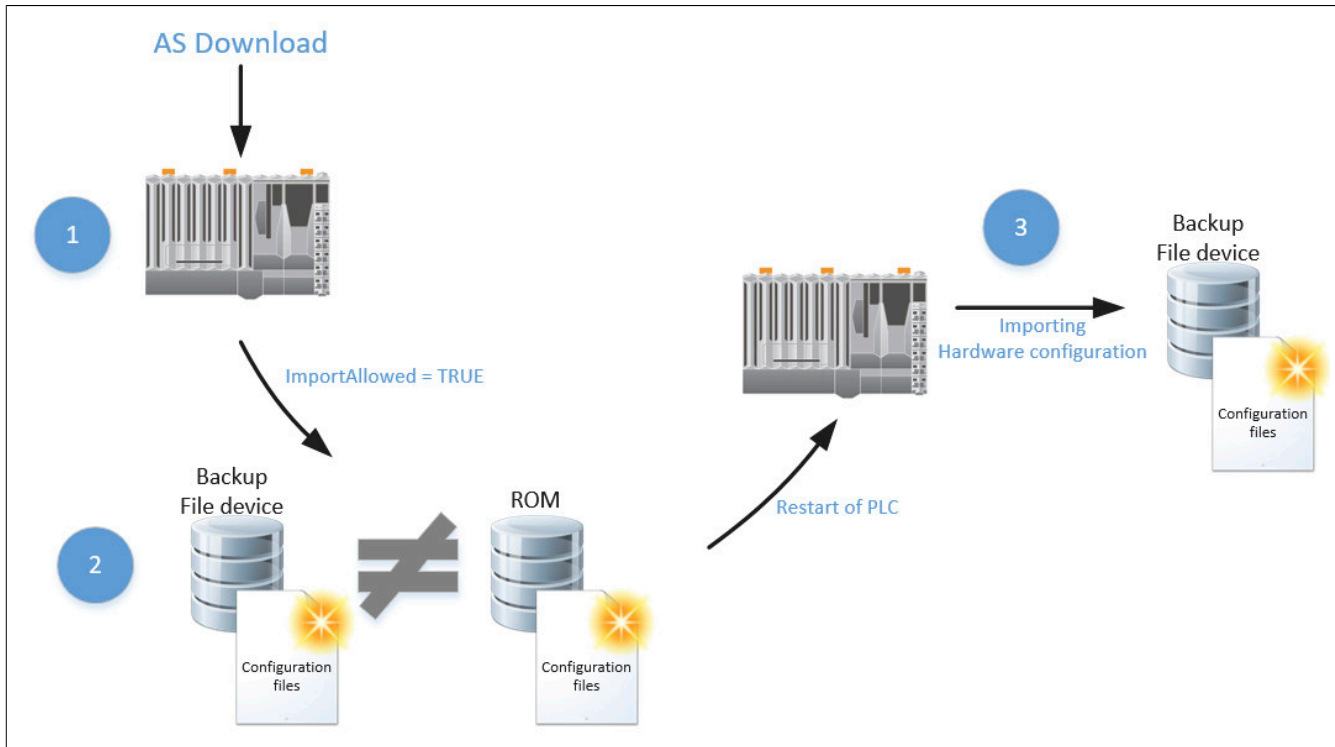 AS Download
1
ImportAllowed = TRUE
Backup
File device
ROM
2
Configuration
files
Configuration
files
Restart of PLC
3
Importing
Hardware configuration
Backup
File device
Configuration
files